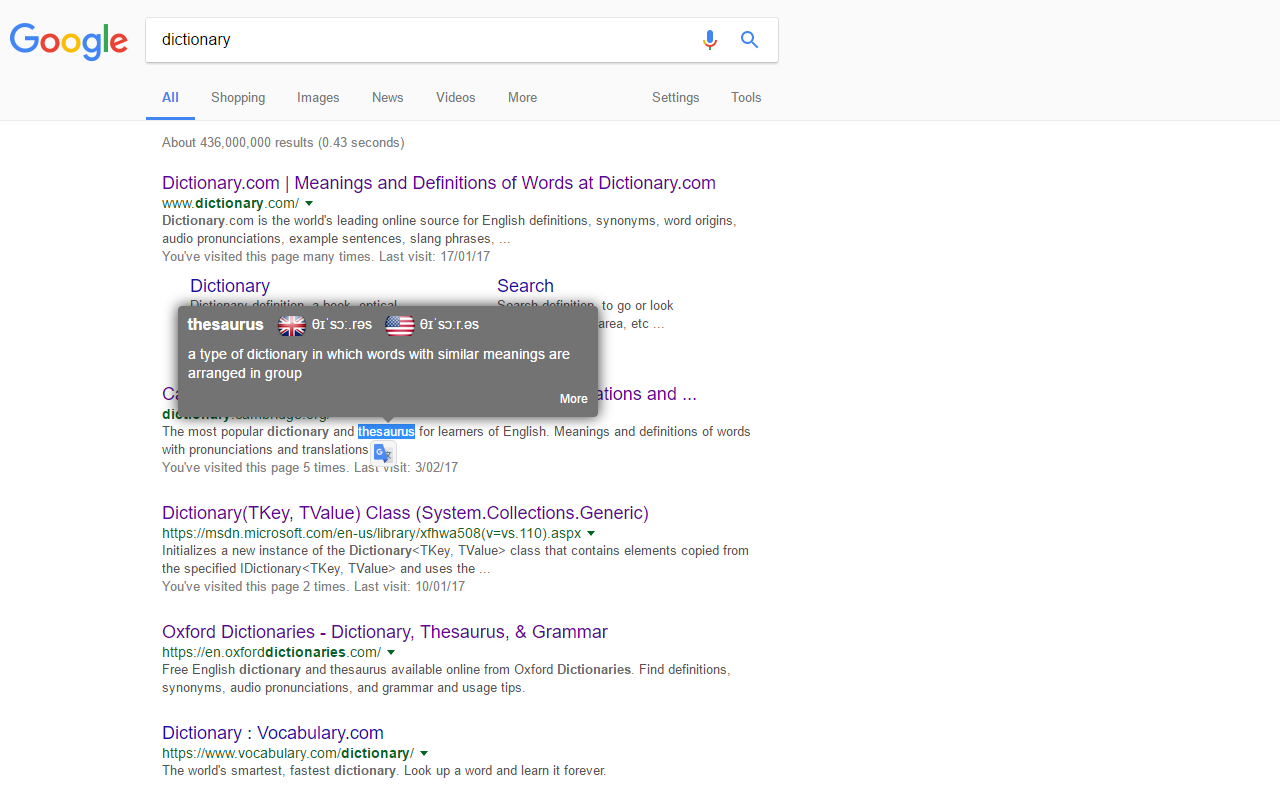 Google
dictionary
All Shopping Images News Videos More Settings Tools
About 436,000,000 results (0.43 seconds)
Dictionary.com | Meanings and Definitions of Words at Dictionary.com
www.dictionary.com/
Dictionary.com is the world's leading online source for English definitions, synonyms, word origins,
audio pronunciations, example sentences, slang phrases, ...
You've visited this page many times. Last visit: 17/01/17
Dictionary Search
Dictionary definition, a book, optical Search definition, to go or look
area, etc ...
thesaurus θɪˈsɔː.rəs θɪˈsɔːr.əs
a type of dictionary in which words with similar meanings are
arranged in group
More
and ...
dictionary.cambridge.org/
The most popular dictionary and thesaurus for learners of English. Meanings and definitions of words
with pronunciations and translations
You've visited this page 5 times. Last visit: 3/02/17
Dictionary(TKey, TValue) Class (System.Collections.Generic)
https://msdn.microsoft.com/en-us/library/xfhwa508(v=vs.110).aspx
Initializes a new instance of the Dictionary<TKey, TValue> class that contains elements copied from
the specified IDictionary<TKey, TValue> and uses the ...
You've visited this page 2 times. Last visit: 10/01/17
Oxford Dictionaries - Dictionary, Thesaurus, & Grammar
https://en.oxforddictionaries.com/
Free English dictionary and thesaurus available online from Oxford Dictionaries. Find definitions,
synonyms, audio pronunciations, and grammar and usage tips.
Dictionary : Vocabulary.com
https://www.vocabulary.com/dictionary/
The world's smartest, fastest dictionary. Look up a word and learn it forever.